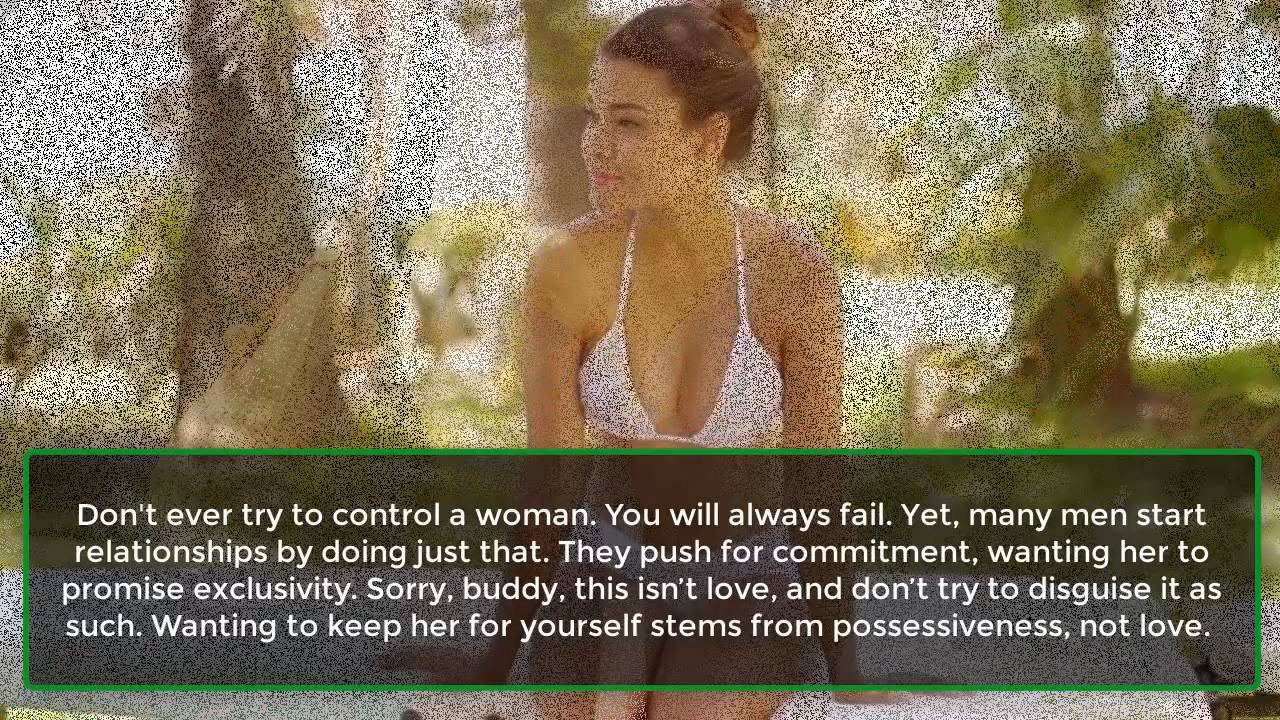 Don't ever try to control a woman. You will always fail. Yet, many men start
relationships by doing just that. They push for commitment, wanting her to
promise exclusivity. Sorry, buddy, this isn’t love, and don’t try to disguise it as
such. Wanting to keep her for yourself stems from possessiveness, not love.